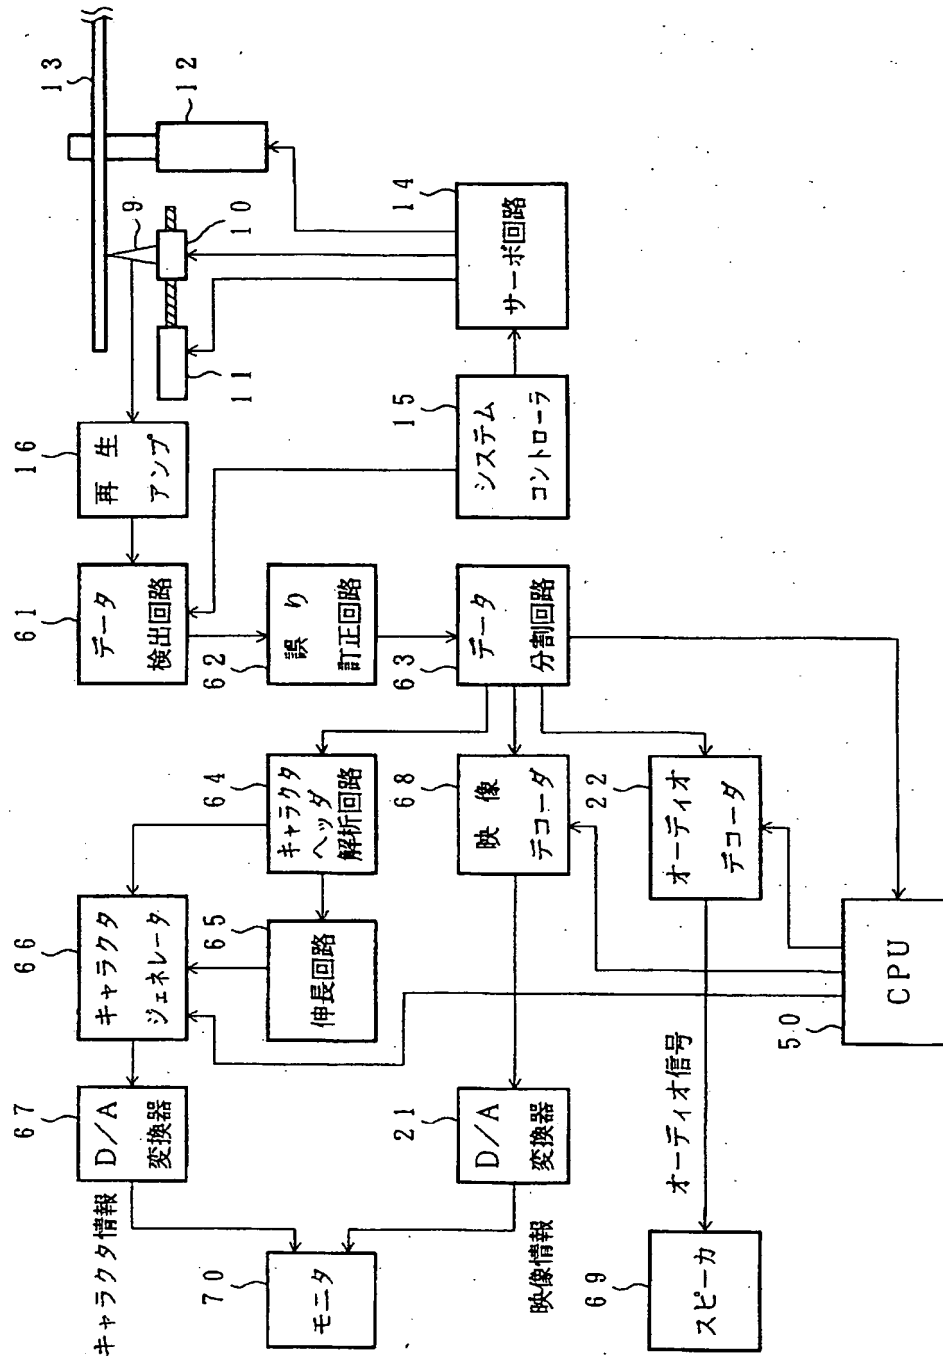 13
12
9
10
11
14
サーボ回路
15
システム
コントローラ
16
再生
アンプ
61
データ
検出回路
62
誤り
訂正回路
63
データ
分割回路
64
キャラクタ
ヘッダ
解析回路
65
伸長回路
66
キャラクタ
ジェネレータ
67
D/A
変換器
キャラクタ情報
68
映像
デコーダ
21
D/A
変換器
映像情報
70
モニタ
22
オーディオ
デコーダ
オーディオ信号
69
スピーカ
50
CPU